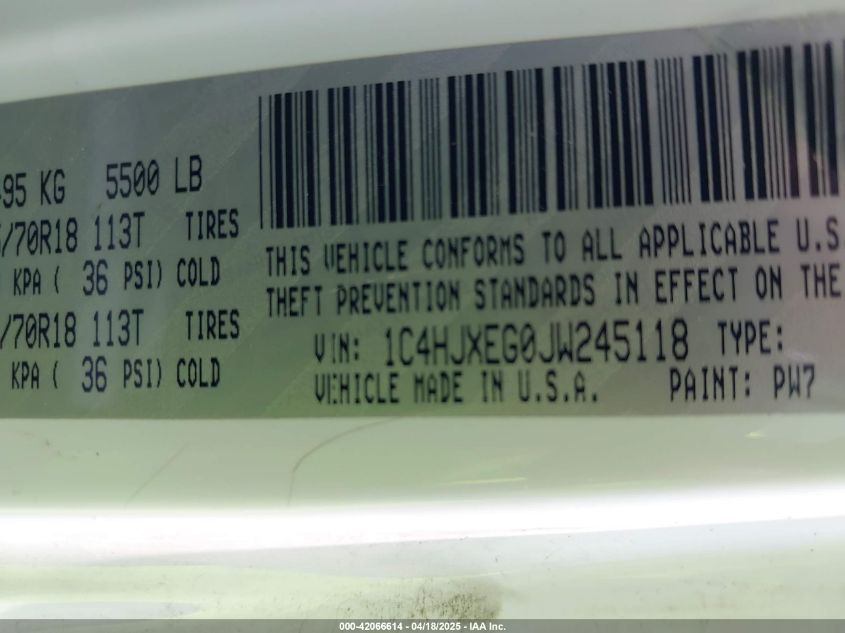 95 KG 5500 LB
/70R18 113T TIRES
KPA ( 36 PSI) COLD
/70R18 113T TIRES
KPA ( 36 PSI) COLD
THIS VEHICLE CONFORMS TO ALL APPLICABLE U.S
THEFT PREVENTION STANDARDS IN EFFECT ON THE
VIN: 1C4HJXEG0JW245118 TYPE:
VEHICLE MADE IN U.S.A. PAINT: PW7
000-42066614 - 04/18/2025 - IAA Inc.